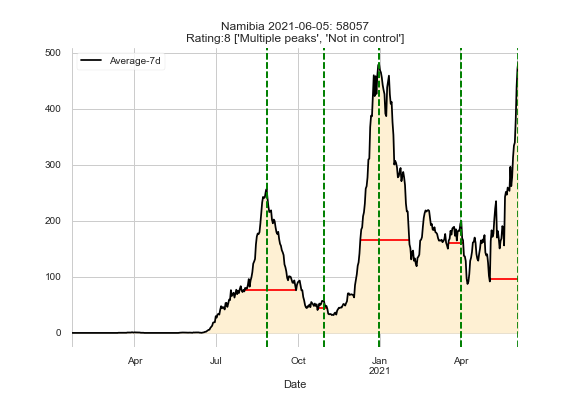 Namibia 2021-06-05: 58057
Rating:8 ['Multiple peaks', 'Not in control']
Average-7d
500
400
300
200
100
0
Apr
Jul
Oct
Jan
2021
Apr
Date